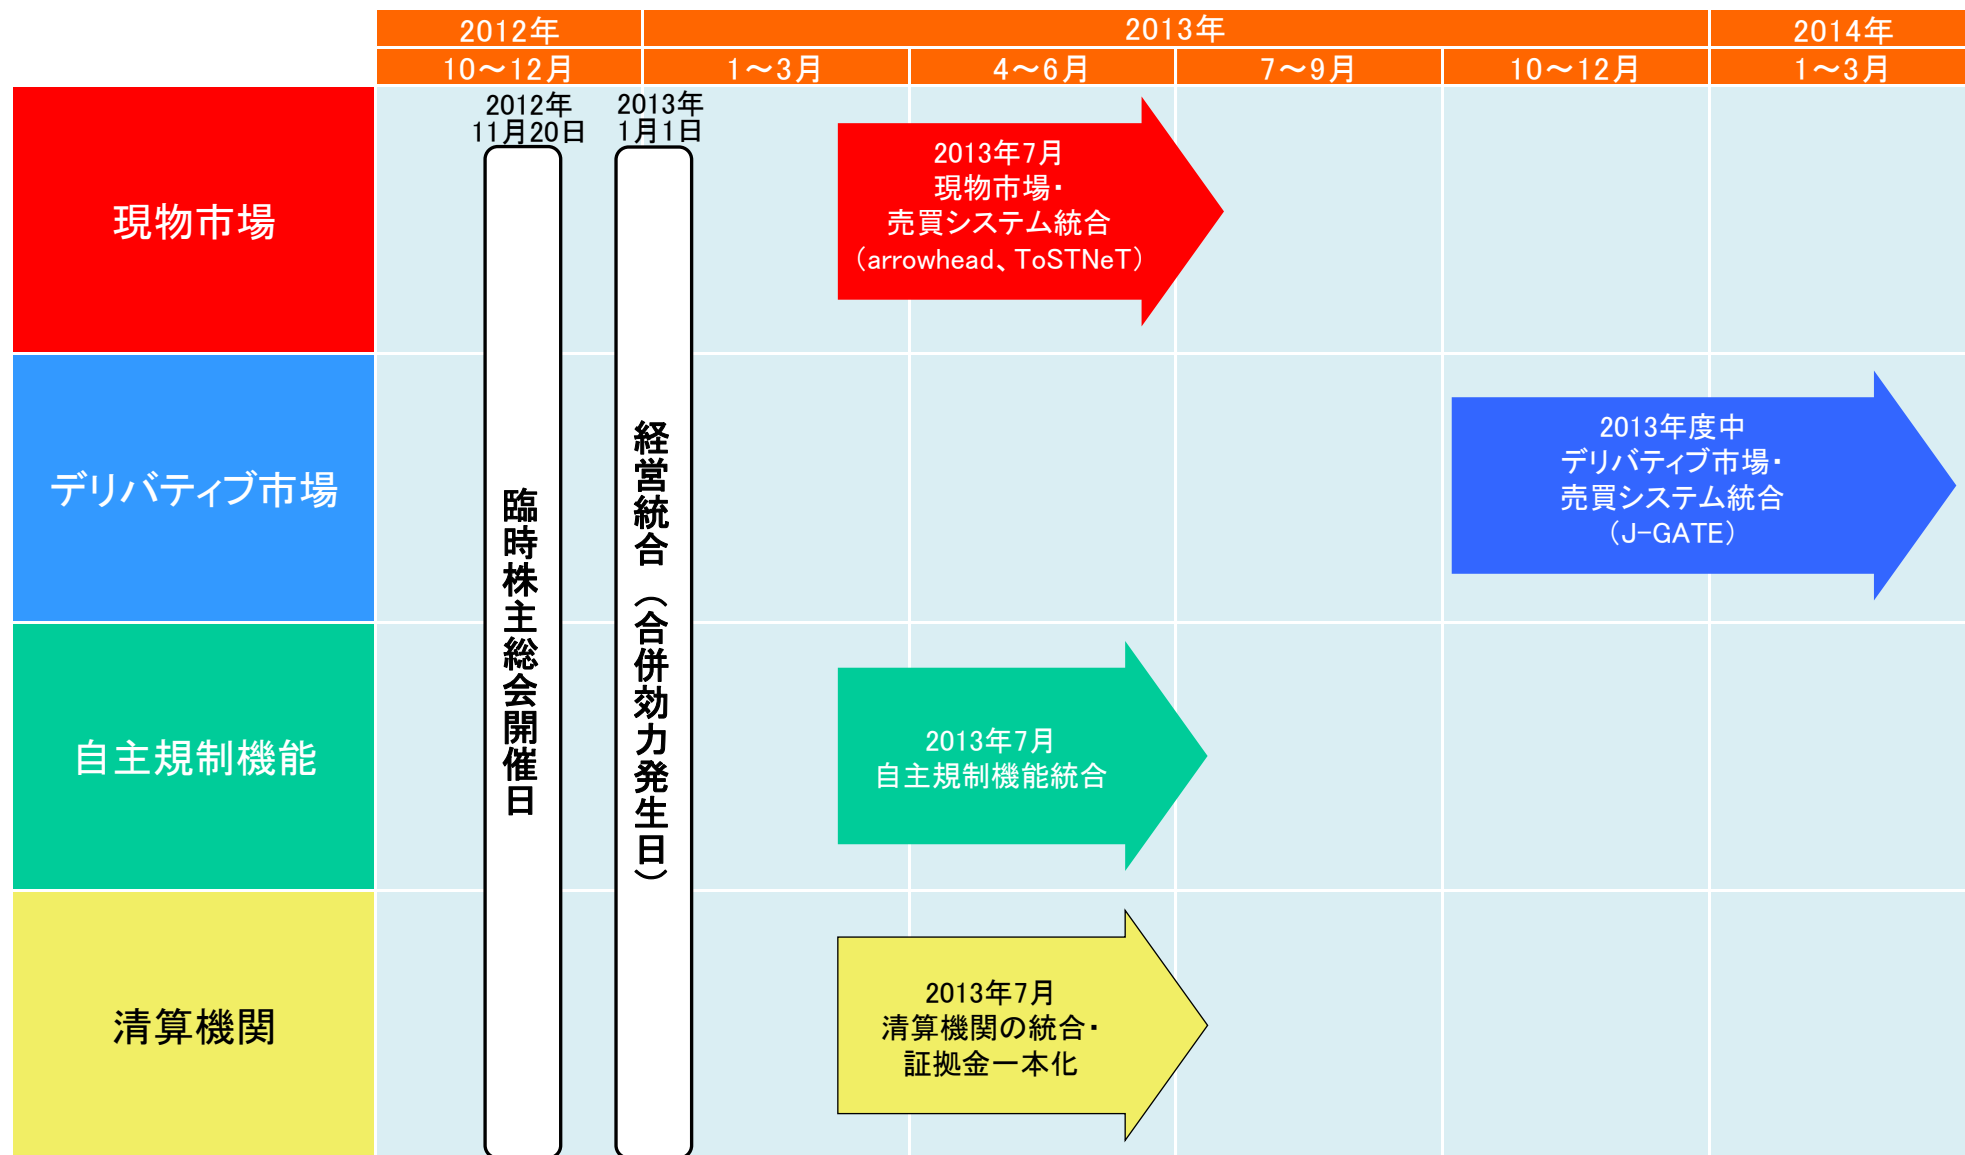 2012年
2013年
2014年
10～12月
1～3月
4～6月
7～9月
10～12月
1～3月
2012年
11月20日
2013年
1月1日
臨時株主総会開催日
経営統合（合併効力発生日）
現物市場
2013年7月
現物市場・
売買システム統合
（arrowhead、ToSTNeT）
デリバティブ市場
2013年度中
デリバティブ市場・
売買システム統合
（J-GATE）
自主規制機能
2013年7月
自主規制機能統合
清算機関
2013年7月
清算機関の統合・
証拠金一本化